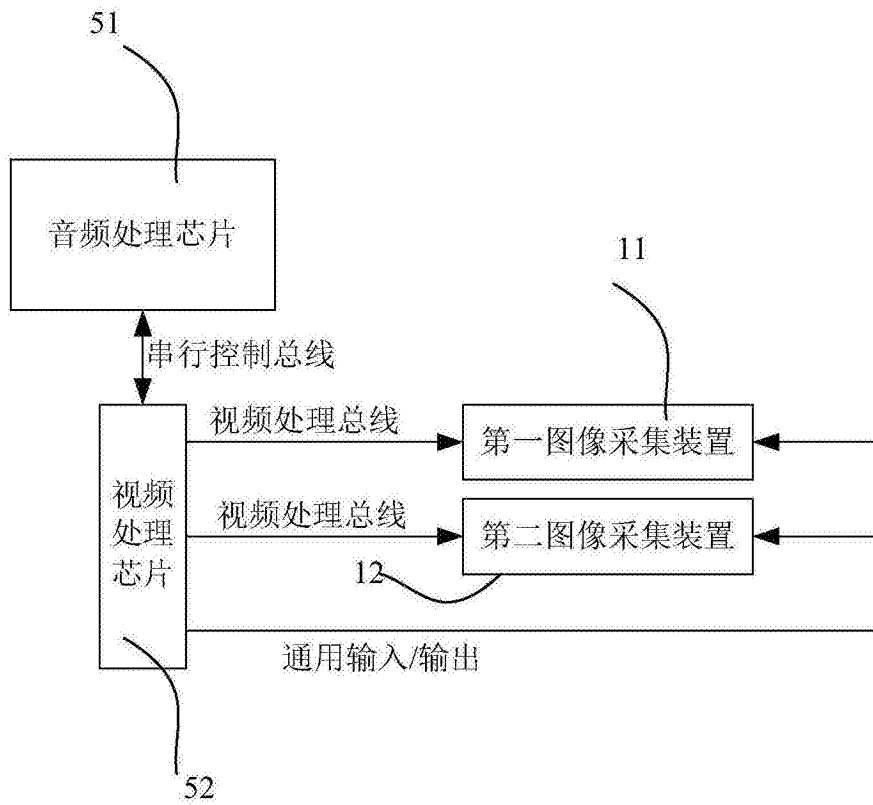 51
音频处理芯片
11
串行控制总线
视频处理总线
第一图像采集装置
视频
处理
芯片
视频处理总线
第二图像采集装置
12
通用输入/输出
52